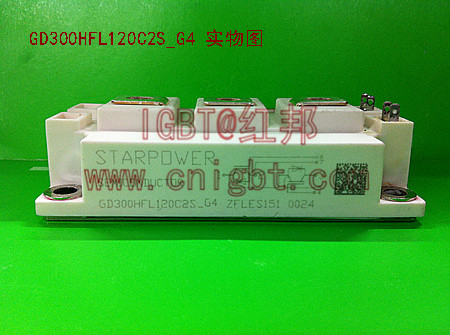 GD300HFL120C2S_G4 实物图
IGBT@红邦
STARPOWER
www.cnigbt.com
GD300HFL120C2S_G4 ZFLES151 0024